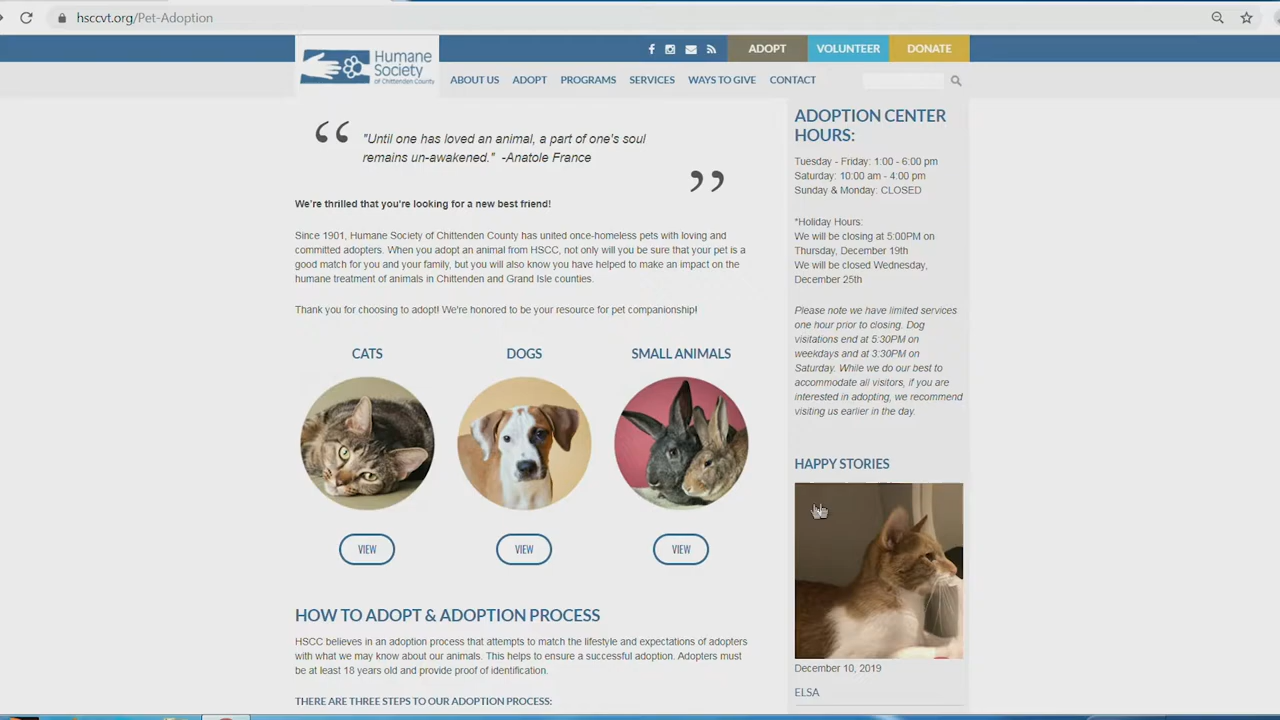 hsccvt.org/Pet-Adoption
ADOPT
VOLUNTEER
DONATE
Humane
Society
of Chittenden County
ABOUT US
ADOPT
PROGRAMS
SERVICES
WAYS TO GIVE
CONTACT
"Until one has loved an animal, a part of one's soul
remains un-awakened." -Anatole France
We're thrilled that you're looking for a new best friend!
Since 1901, Humane Society of Chittenden County has united once-homeless pets with loving and
committed adopters. When you adopt an animal from HSCC, not only will you be sure that your pet is a
good match for you and your family, but you will also know you have helped to make an impact on the
humane treatment of animals in Chittenden and Grand Isle counties.
Thank you for choosing to adopt! We're honored to be your resource for pet companionship!
CATS
DOGS
SMALL ANIMALS
VIEW
VIEW
VIEW
HOW TO ADOPT & ADOPTION PROCESS
HSCC believes in an adoption process that attempts to match the lifestyle and expectations of adopters
with what we may know about our animals. This helps to ensure a successful adoption. Adopters must
be at least 18 years old and provide proof of identification.
THERE ARE THREE STEPS TO OUR ADOPTION PROCESS:
ADOPTION CENTER
HOURS:
Tuesday - Friday: 1:00 - 6:00 pm
Saturday: 10:00 am - 4:00 pm
Sunday & Monday: CLOSED
*Holiday Hours:
We will be closing at 5:00PM on
Thursday, December 19th
We will be closed Wednesday,
December 25th
Please note we have limited services
one hour prior to closing. Dog
visitations end at 5:30PM on
weekdays and at 3:30PM on
Saturday. While we do our best to
accommodate all visitors, if you are
interested in adopting, we recommend
visiting us earlier in the day.
HAPPY STORIES
December 10, 2019
ELSA